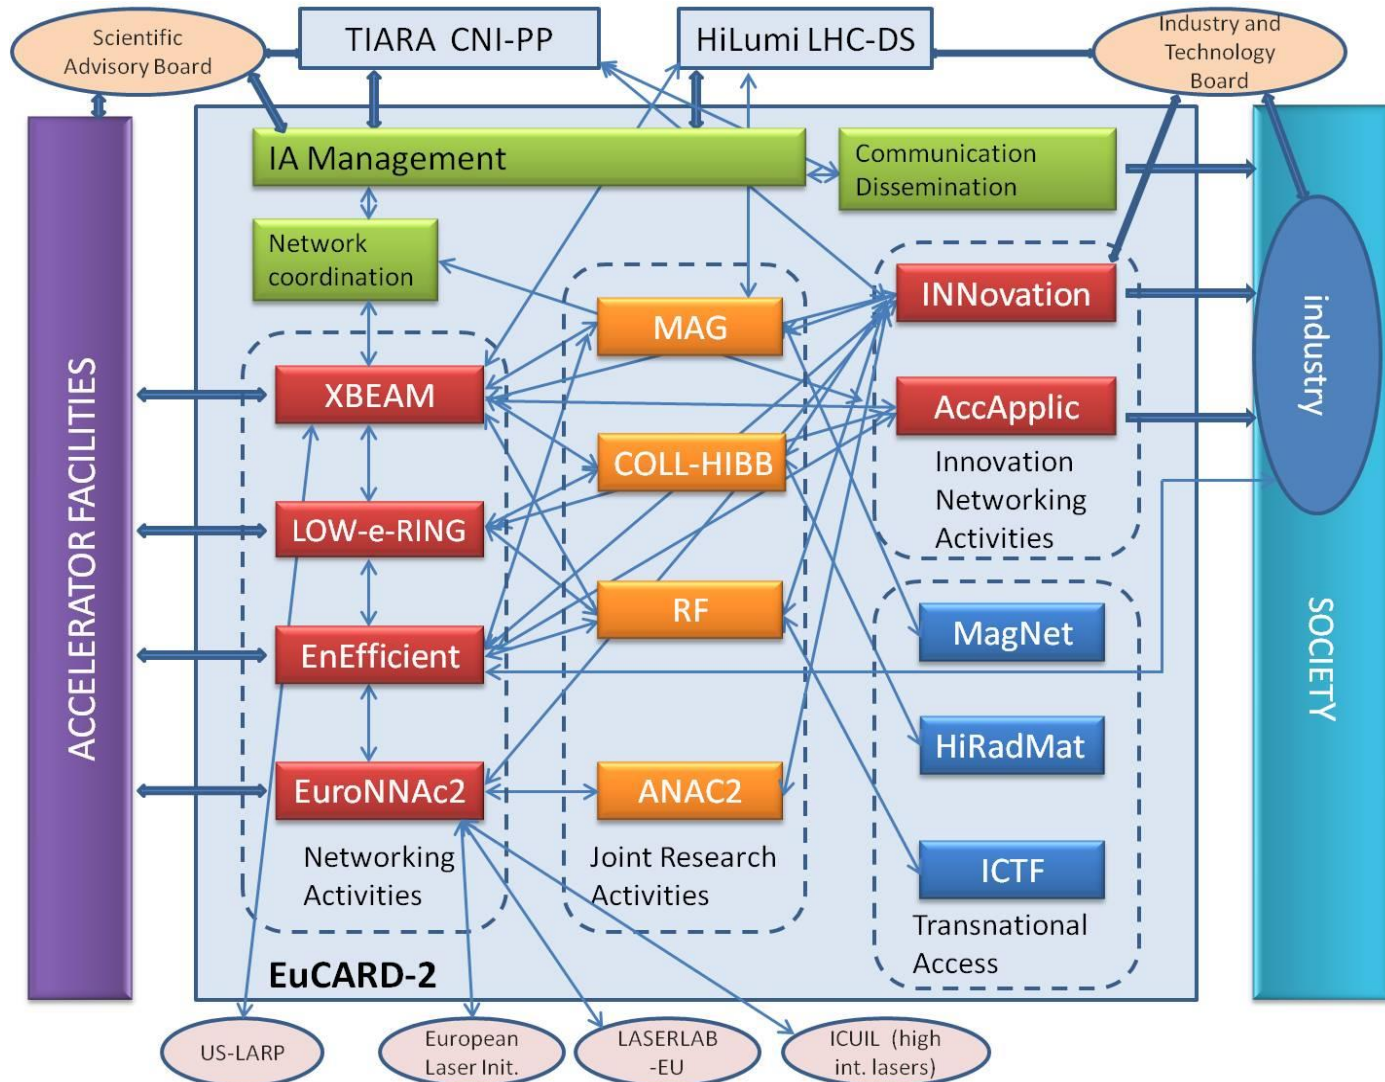 Scientific
Advisory Board
TIARA CNI-PP
HiLumi LHC-DS
Industry and
Technology
Board
IA Management
Communication
Dissemination
Network
coordination
ACCELERATOR FACILITIES
XBEAM
LOW-e-RING
EnEfficient
EuroNNAc2
Networking
Activities
MAG
COLL-HIBB
RF
ANAC2
Joint Research
Activities
INNovation
AccApplic
Innovation
Networking
Activities
MagNet
HiRadMat
ICTF
Transnational
Access
industry
SOCIETY
EuCARD-2
US-LARP
European
Laser Init.
LASERLAB
-EU
ICUIL (high
int. lasers)